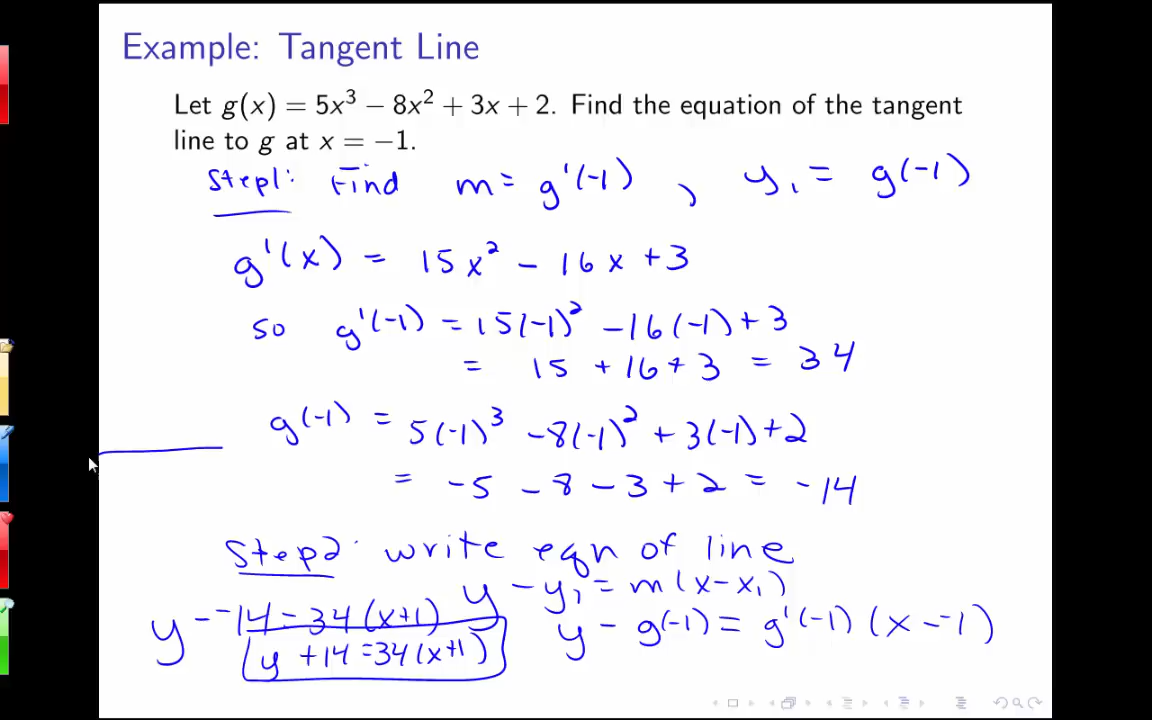 Example: Tangent Line
Let g(x) = 5x³ − 8x² + 3x + 2. Find the equation of the tangent
line to g at x = −1.
Step1: Find m = g'(-1) , y₁ = g(-1)
g'(x) = 15x² - 16x + 3
so g'(-1) = 15(-1)² - 16(-1) + 3
= 15 + 16 + 3 = 34
g(-1) = 5(-1)³ - 8(-1)² + 3(-1) + 2
= -5 - 8 - 3 + 2 = -14
Step2: write eqn of line
y - y₁ = m(x - x₁)
y - g(-1) = g'(-1) (x - -1)
y - -14 = 34(x+1)
y + 14 = 34(x+1)